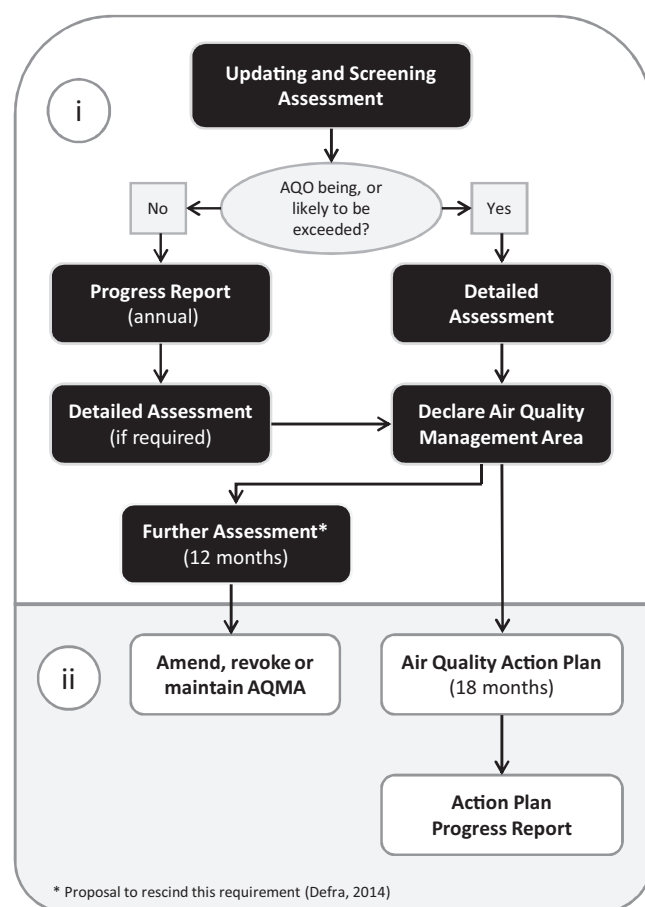 i
Updating and Screening
Assessment
AQO being, or
likely to be
exceeded?
No
Yes
Progress Report
(annual)
Detailed
Assessment
Detailed Assessment
(if required)
Declare Air Quality
Management Area
Further Assessment*
(12 months)
ii
Amend, revoke or
maintain AQMA
Air Quality Action Plan
(18 months)
Action Plan
Progress Report
* Proposal to rescind this requirement (Defra, 2014)